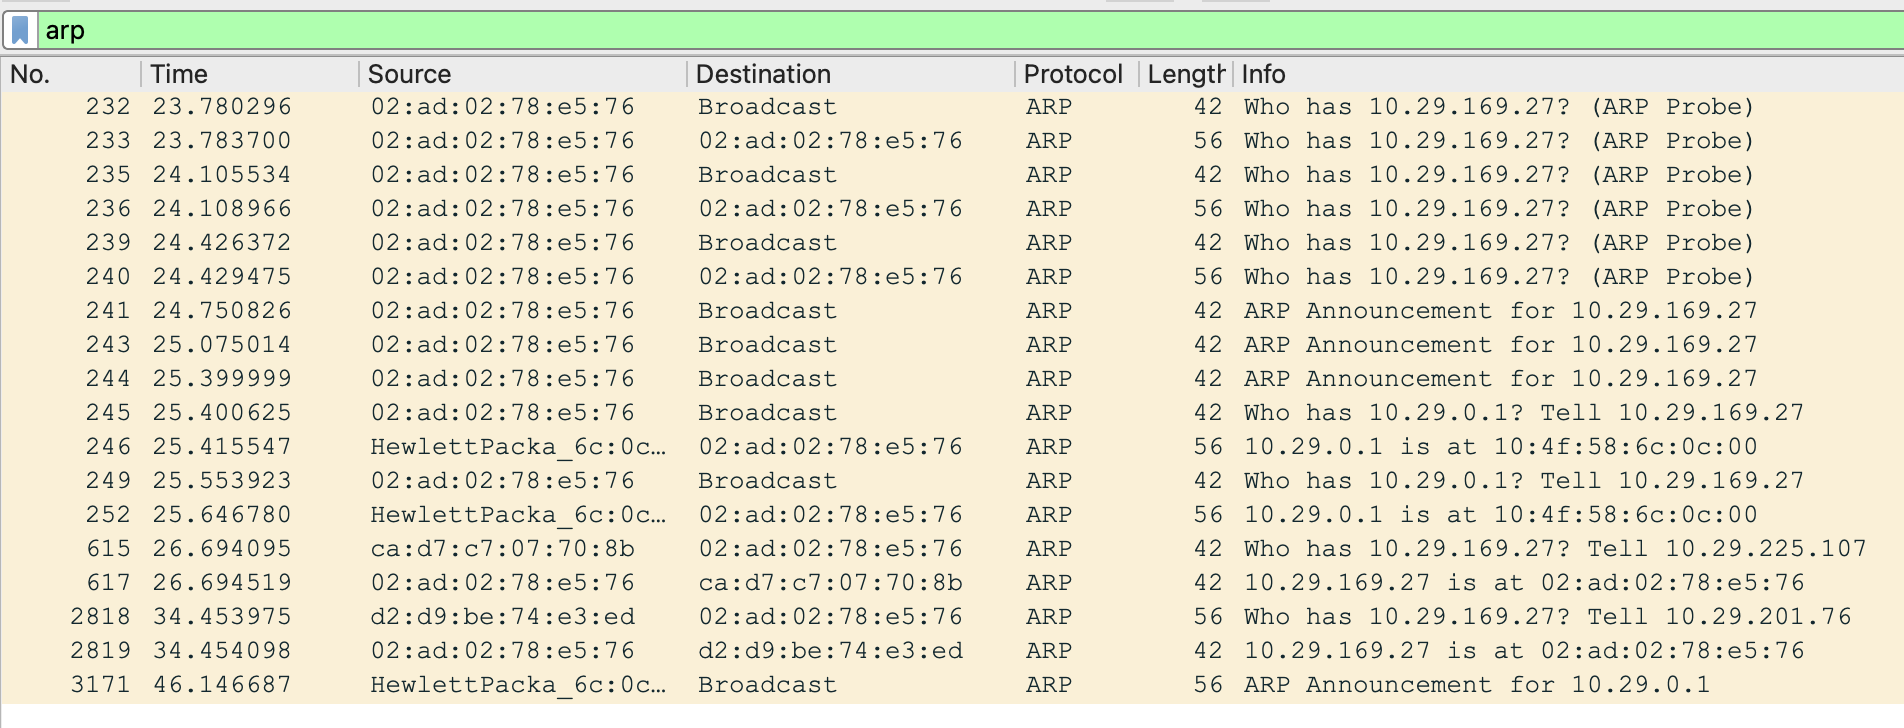 arp
No. Time Source Destination Protocol Length Info
232 23.780296 02:ad:02:78:e5:76 Broadcast ARP 42 Who has 10.29.169.27? (ARP Probe)
233 23.783700 02:ad:02:78:e5:76 02:ad:02:78:e5:76 ARP 56 Who has 10.29.169.27? (ARP Probe)
235 24.105534 02:ad:02:78:e5:76 Broadcast ARP 42 Who has 10.29.169.27? (ARP Probe)
236 24.108966 02:ad:02:78:e5:76 02:ad:02:78:e5:76 ARP 56 Who has 10.29.169.27? (ARP Probe)
239 24.426372 02:ad:02:78:e5:76 Broadcast ARP 42 Who has 10.29.169.27? (ARP Probe)
240 24.429475 02:ad:02:78:e5:76 02:ad:02:78:e5:76 ARP 56 Who has 10.29.169.27? (ARP Probe)
241 24.750826 02:ad:02:78:e5:76 Broadcast ARP 42 ARP Announcement for 10.29.169.27
243 25.075014 02:ad:02:78:e5:76 Broadcast ARP 42 ARP Announcement for 10.29.169.27
244 25.399999 02:ad:02:78:e5:76 Broadcast ARP 42 ARP Announcement for 10.29.169.27
245 25.400625 02:ad:02:78:e5:76 Broadcast ARP 42 Who has 10.29.0.1? Tell 10.29.169.27
246 25.415547 HewlettPacka_6c:0c… 02:ad:02:78:e5:76 ARP 56 10.29.0.1 is at 10:4f:58:6c:0c:00
249 25.553923 02:ad:02:78:e5:76 Broadcast ARP 42 Who has 10.29.0.1? Tell 10.29.169.27
252 25.646780 HewlettPacka_6c:0c… 02:ad:02:78:e5:76 ARP 56 10.29.0.1 is at 10:4f:58:6c:0c:00
615 26.694095 ca:d7:c7:07:70:8b 02:ad:02:78:e5:76 ARP 42 Who has 10.29.169.27? Tell 10.29.225.107
617 26.694519 02:ad:02:78:e5:76 ca:d7:c7:07:70:8b ARP 42 10.29.169.27 is at 02:ad:02:78:e5:76
2818 34.453975 d2:d9:be:74:e3:ed 02:ad:02:78:e5:76 ARP 56 Who has 10.29.169.27? Tell 10.29.201.76
2819 34.454098 02:ad:02:78:e5:76 d2:d9:be:74:e3:ed ARP 42 10.29.169.27 is at 02:ad:02:78:e5:76
3171 46.146687 HewlettPacka_6c:0c… Broadcast ARP 56 ARP Announcement for 10.29.0.1